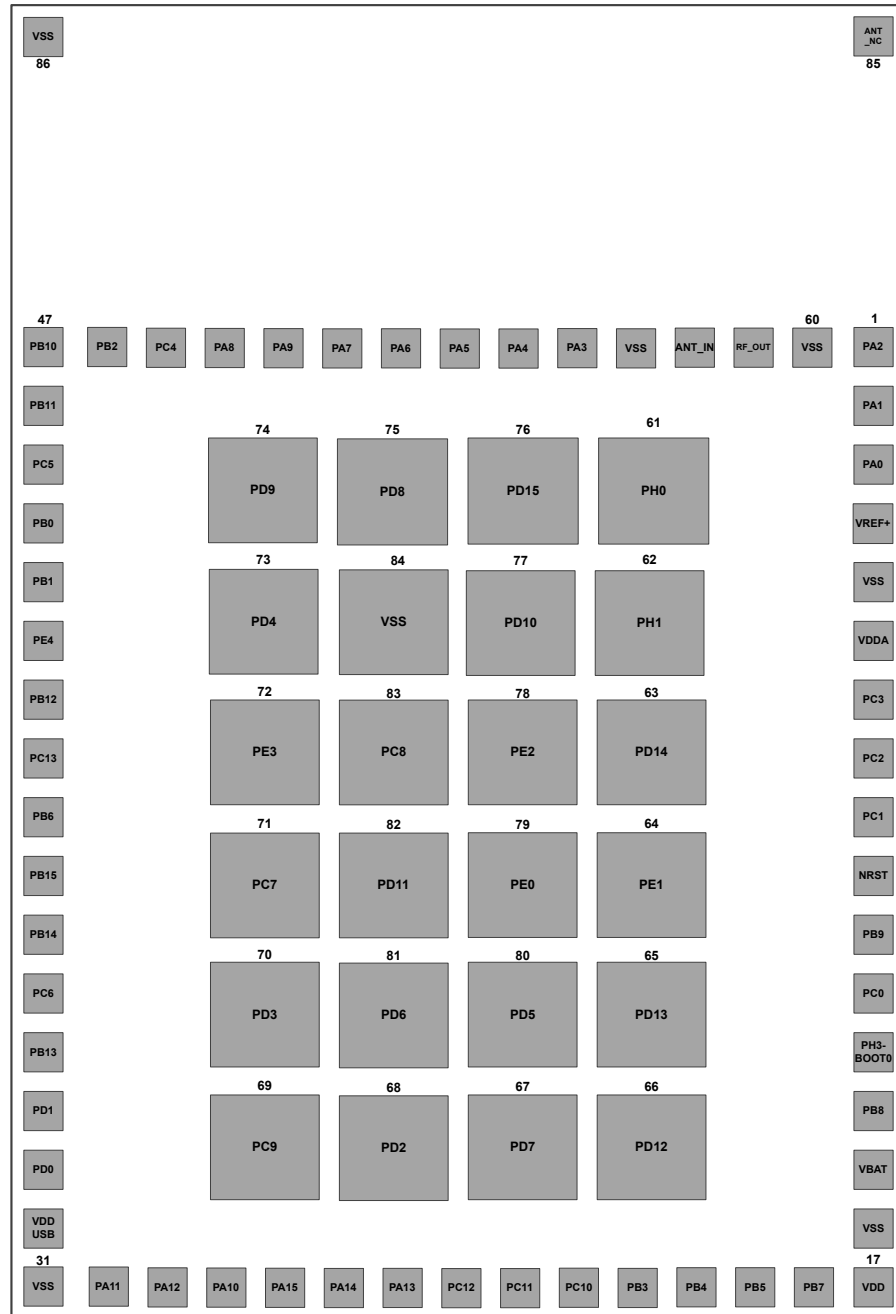 VSS
86
ANT
_NC
85
47
60
1
PB10
PB2
PC4
PA8
PA9
PA7
PA6
PA5
PA4
PA3
VSS
ANT_IN
RF_OUT
VSS
PA2
PB11
PA1
74
75
76
61
PC5
PD9
PD8
PD15
PH0
PA0
PB0
VREF+
73
84
77
62
PB1
PD4
VSS
PD10
PH1
VSS
PE4
VDDA
72
83
78
63
PB12
PC3
PC13
PE3
PC8
PE2
PD14
PC2
PB6
PC1
71
82
79
64
PB15
PC7
PD11
PE0
PE1
NRST
PB14
PB9
70
81
80
65
PC6
PD3
PD6
PD5
PD13
PC0
PB13
PH3-
BOOT0
69
68
67
66
PD1
PC9
PD2
PD7
PD12
PB8
PD0
VBAT
VDD
USB
VSS
31
17
VSS
PA11
PA12
PA10
PA15
PA14
PA13
PC12
PC11
PC10
PB3
PB4
PB5
PB7
VDD